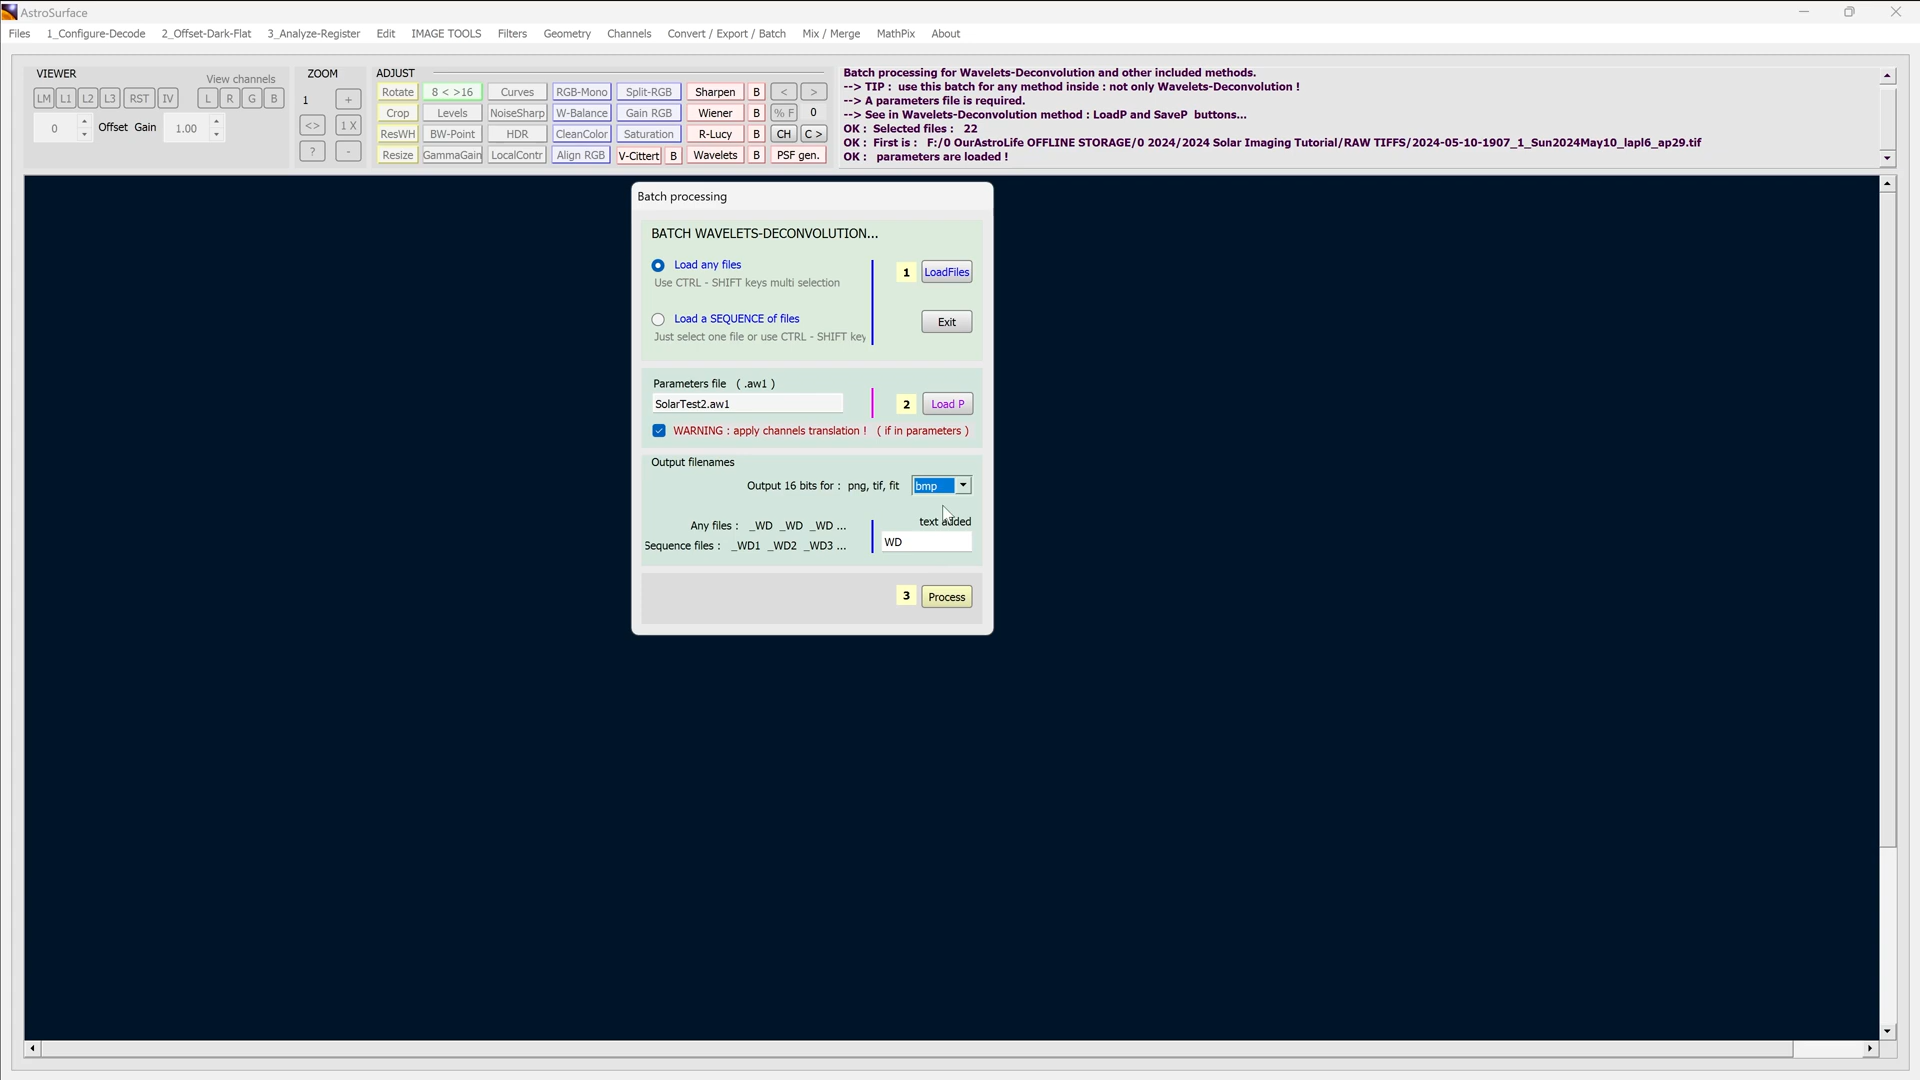 AstroSurface
Files 1_Configure-Decode 2_Offset-Dark-Flat 3_Analyze-Register Edit IMAGE TOOLS Filters Geometry Channels Convert / Export / Batch Mix / Merge MathPix About
VIEWER
View channels
LM L1 L2 L3 RST IV L R G B
0 Offset Gain 1.00
ZOOM
1 +
<> 1 X
? -
ADJUST
Rotate 8 < >16 Curves RGB-Mono Split-RGB Sharpen B < >
Crop Levels NoiseSharp W-Balance Gain RGB Wiener B % F 0
ResWH BW-Point HDR CleanColor Saturation R-Lucy B CH C >
Resize GammaGain LocalContr Align RGB V-Cittert B Wavelets B PSF gen.
Batch processing for Wavelets-Deconvolution and other included methods.
--> TIP : use this batch for any method inside : not only Wavelets-Deconvolution !
--> A parameters file is required.
--> See in Wavelets-Deconvolution method : LoadP and SaveP buttons...
OK : Selected files : 22
OK : First is : F:/0 OurAstroLife OFFLINE STORAGE/0 2024/2024 Solar Imaging Tutorial/RAW TIFFS/2024-05-10-1907_1_Sun2024May10_lapl6_ap29.tif
OK : parameters are loaded !
Batch processing
BATCH WAVELETS-DECONVOLUTION...
Load any files
Use CTRL - SHIFT keys multi selection
1 LoadFiles
Load a SEQUENCE of files
Just select one file or use CTRL - SHIFT key
Exit
Parameters file ( .aw1 )
SolarTest2.aw1
2 Load P
WARNING : apply channels translation ! ( if in parameters )
Output filenames
Output 16 bits for : png, tif, fit bmp
Any files : _WD _WD _WD ... text added
Sequence files : _WD1 _WD2 _WD3 ... WD
3 Process